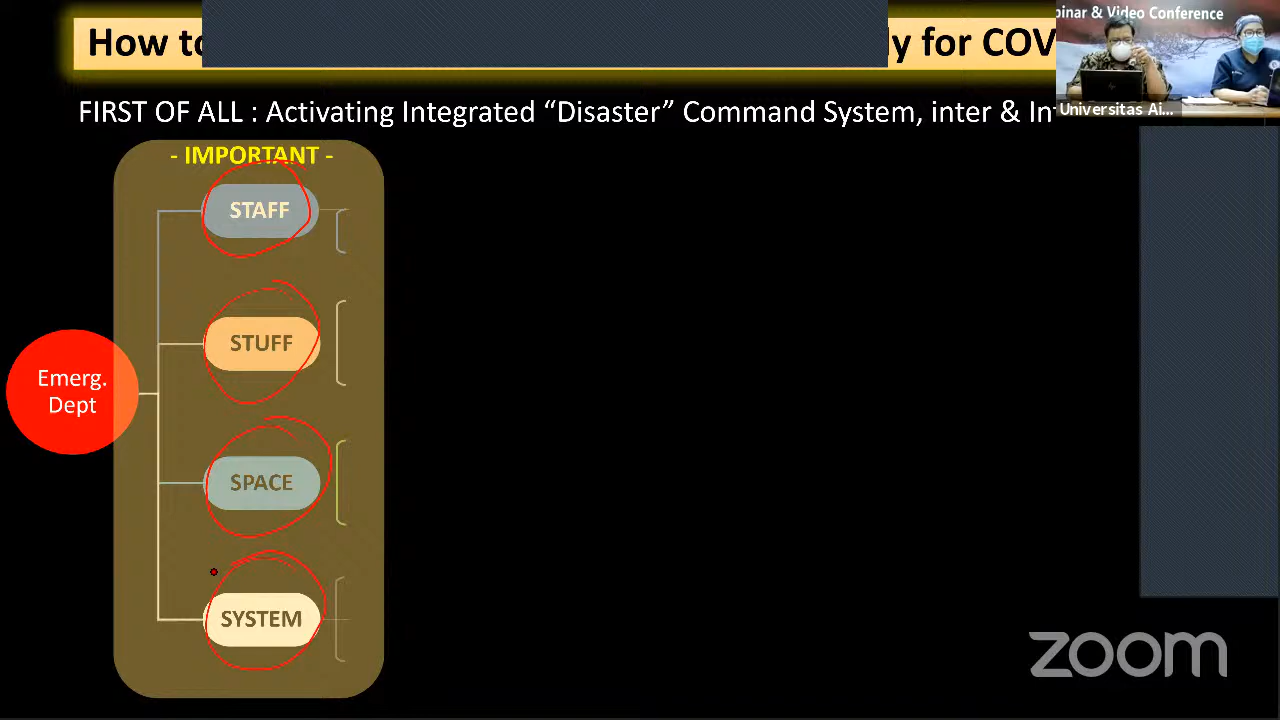 How to
for COV
binar & Video Conference
FIRST OF ALL : Activating Integrated “Disaster” Command System, inter & Int
Universitas Ai...
- IMPORTANT -
STAFF
STUFF
Emerg.
Dept
SPACE
SYSTEM
zoom